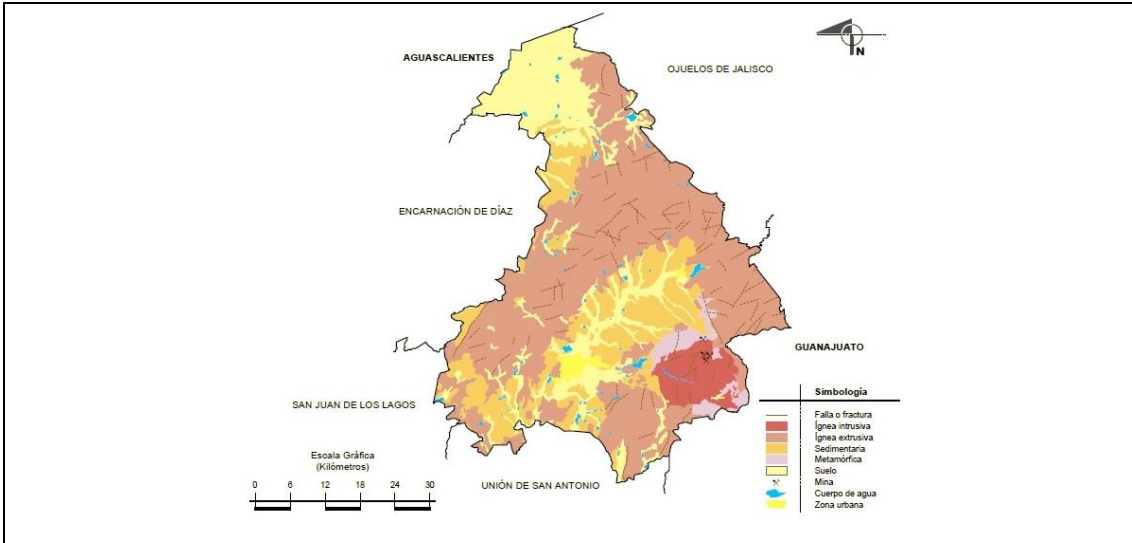 AGUASCALIENTES
OJUELOS DE JALISCO
N
ENCARNACIÓN DE DÍAZ
GUANAJUATO
SAN JUAN DE LOS LAGOS
UNIÓN DE SAN ANTONIO
Escala Gráfica
(Kilómetros)
0 6 12 18 24 30
Simbología
Falla o fractura
Ígnea intrusiva
Ígnea extrusiva
Sedimentaria
Metamórfica
Suelo
Mina
Cuerpo de agua
Zona urbana